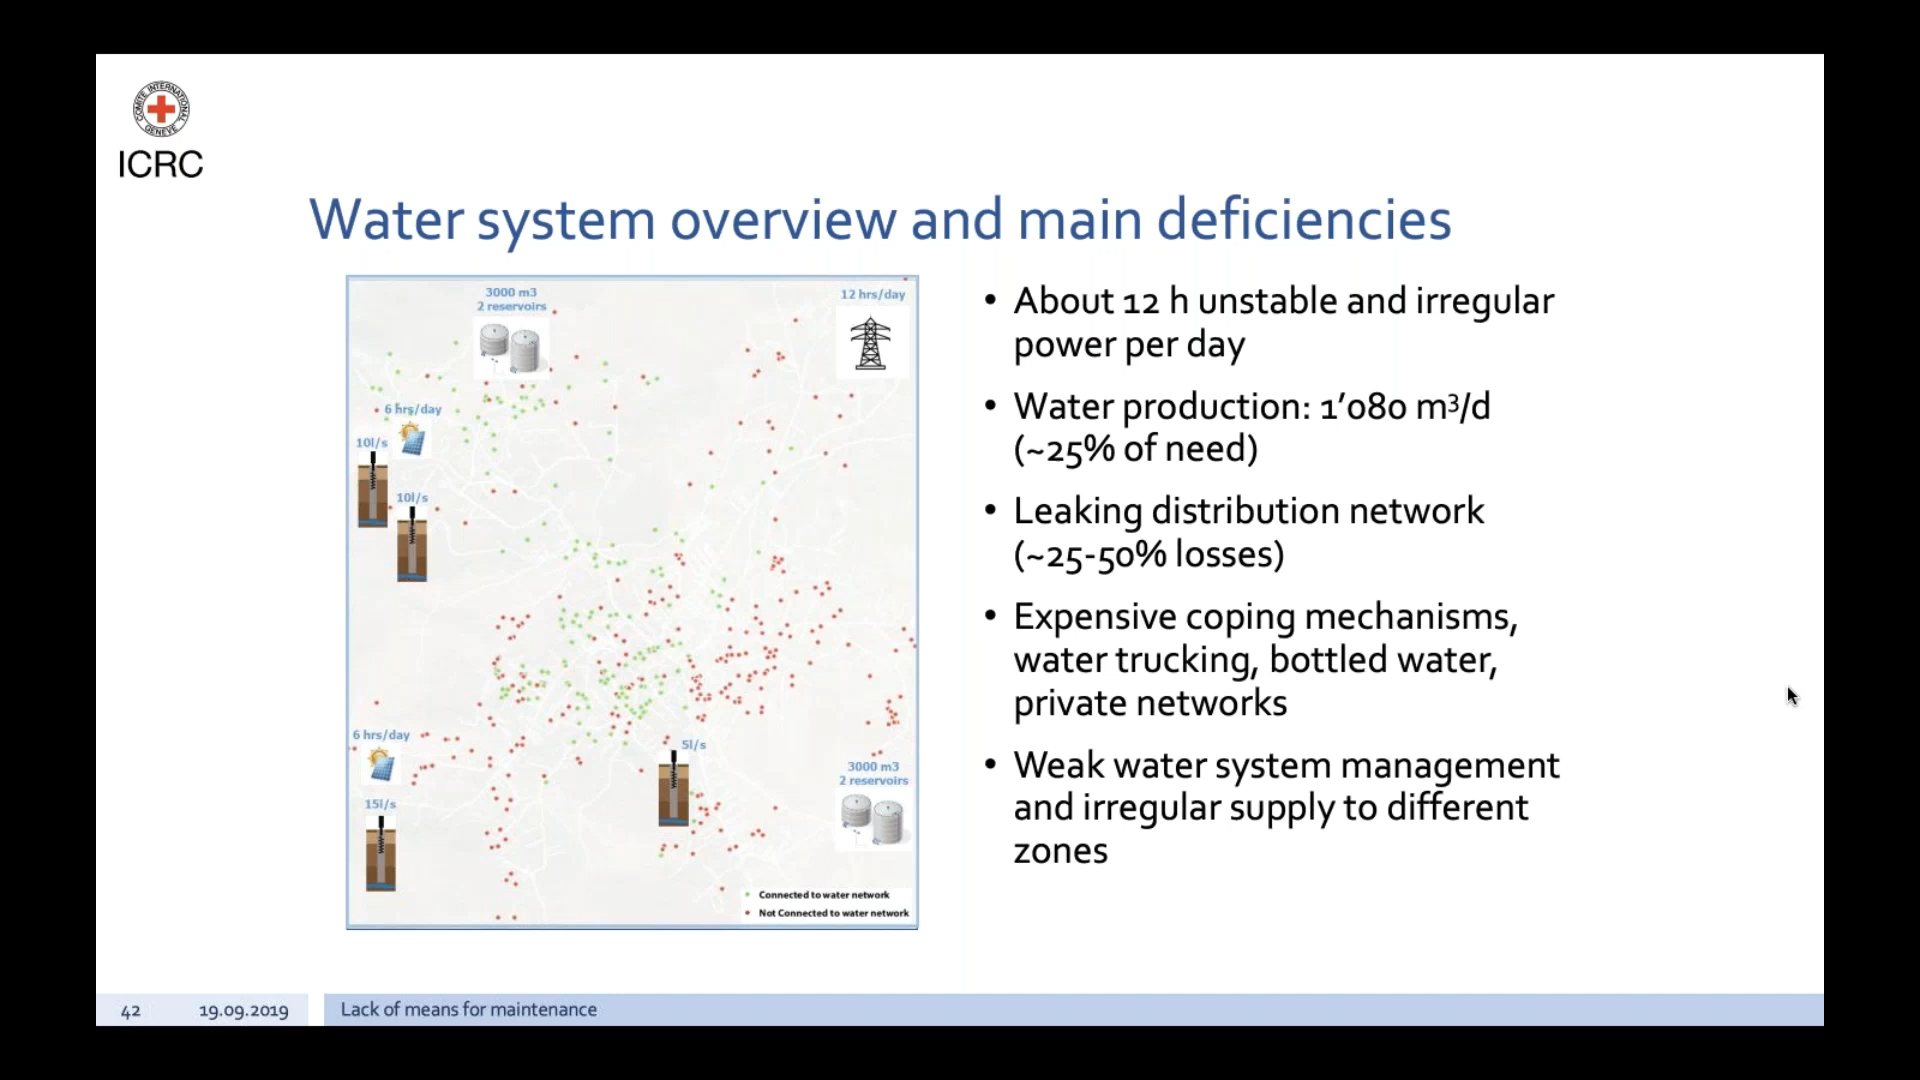 COMITE INTERNATIONAL
GENEVE
ICRC
Water system overview and main deficiencies
3000 m3
2 reservoirs
12 hrs/day
6 hrs/day
10l/s
10l/s
6 hrs/day
15l/s
5l/s
3000 m3
2 reservoirs
Connected to water network
Not Connected to water network
• About 12 h unstable and irregular
power per day
• Water production: 1’080 m³/d
(~25% of need)
• Leaking distribution network
(~25-50% losses)
• Expensive coping mechanisms,
water trucking, bottled water,
private networks
• Weak water system management
and irregular supply to different
zones
42
19.09.2019
Lack of means for maintenance